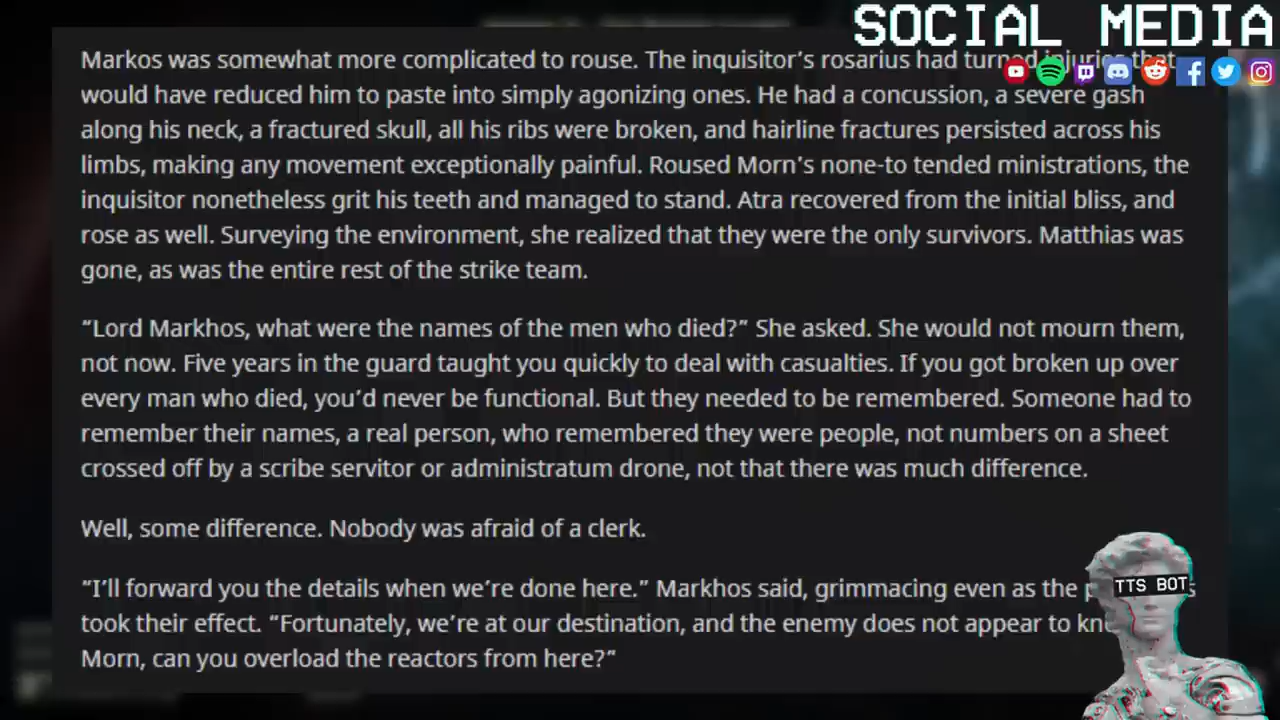 SOCIAL MEDIA
Markos was somewhat more complicated to rouse. The inquisitor’s rosarius had turned injuries that
would have reduced him to paste into simply agonizing ones. He had a concussion, a severe gash
along his neck, a fractured skull, all his ribs were broken, and hairline fractures persisted across his
limbs, making any movement exceptionally painful. Roused Morn’s none-to tended ministrations, the
inquisitor nonetheless grit his teeth and managed to stand. Atra recovered from the initial bliss, and
rose as well. Surveying the environment, she realized that they were the only survivors. Matthias was
gone, as was the entire rest of the strike team.
“Lord Markhos, what were the names of the men who died?” She asked. She would not mourn them,
not now. Five years in the guard taught you quickly to deal with casualties. If you got broken up over
every man who died, you’d never be functional. But they needed to be remembered. Someone had to
remember their names, a real person, who remembered they were people, not numbers on a sheet
crossed off by a scribe servitor or administratum drone, not that there was much difference.
Well, some difference. Nobody was afraid of a clerk.
“I’ll forward you the details when we’re done here.” Markhos said, grimmacing even as the
took their effect. “Fortunately, we’re at our destination, and the enemy does not appear to
Morn, can you overload the reactors from here?”
TTS BOT